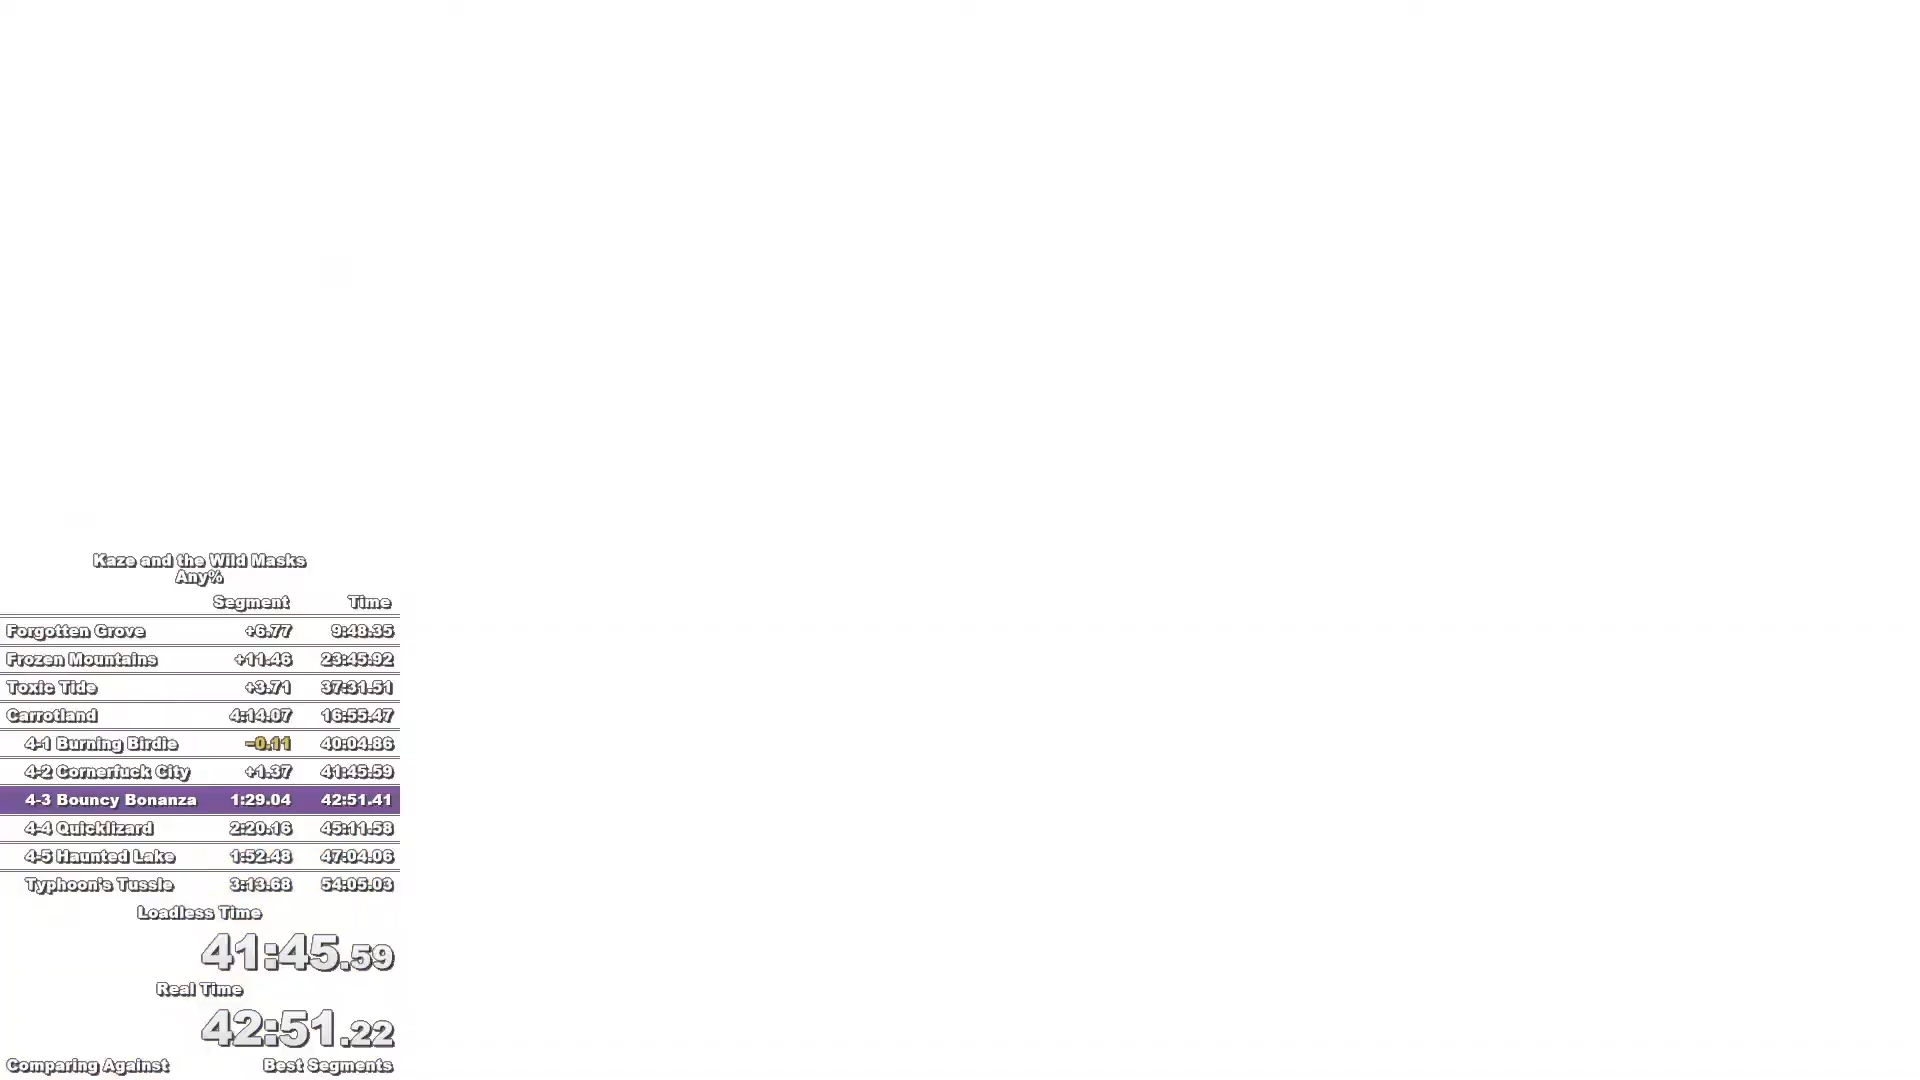 Kaze and the Wild Masks
Any%
Segment Time
Forgotten Grove +6.77 9:48.35
Frozen Mountains +11.46 23:45.92
Toxic Tide +3.71 37:31.51
Carrotland 4:14.07 16:55.47
4-1 Burning Birdie −0.11 40:04.86
4-2 Cornerfuck City +1.37 41:45.59
4-3 Bouncy Bonanza 1:29.04 42:51.41
4-4 Quicklizard 2:20.16 45:11.58
4-5 Haunted Lake 1:52.48 47:04.06
Typhoon's Tussle 3:13.68 54:05.03
Loadless Time
41:45.59
Real Time
42:51.22
Comparing Against Best Segments